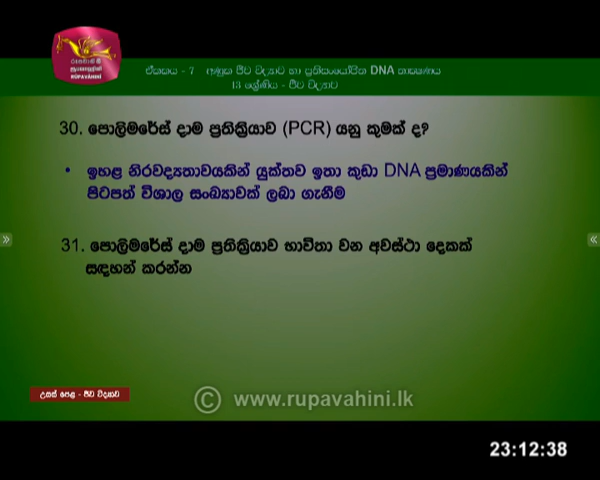 රූපවාහිනී
RUPAVAHINI
ඒකකය - 7 අණුක ජීව විද්‍යාව හා ප්‍රතිසංයෝජිත DNA තාක්ෂණය
13 ශ්‍රේණිය - ජීව විද්‍යාව
30. පොලිමරේස් දාම ප්‍රතික්‍රියාව (PCR) යනු කුමක් ද?
• ඉහළ නිරවද්‍යතාවයකින් යුක්තව ඉතා කුඩා DNA ප්‍රමාණයකින්
පිටපත් විශාල සංඛ්‍යාවක් ලබා ගැනීම
31. පොලිමරේස් දාම ප්‍රතික්‍රියාව භාවිතා වන අවස්ථා දෙකක්
සඳහන් කරන්න
උසස් පෙළ - ජීව විද්‍යාව
© www.rupavahini.lk
23:12:38